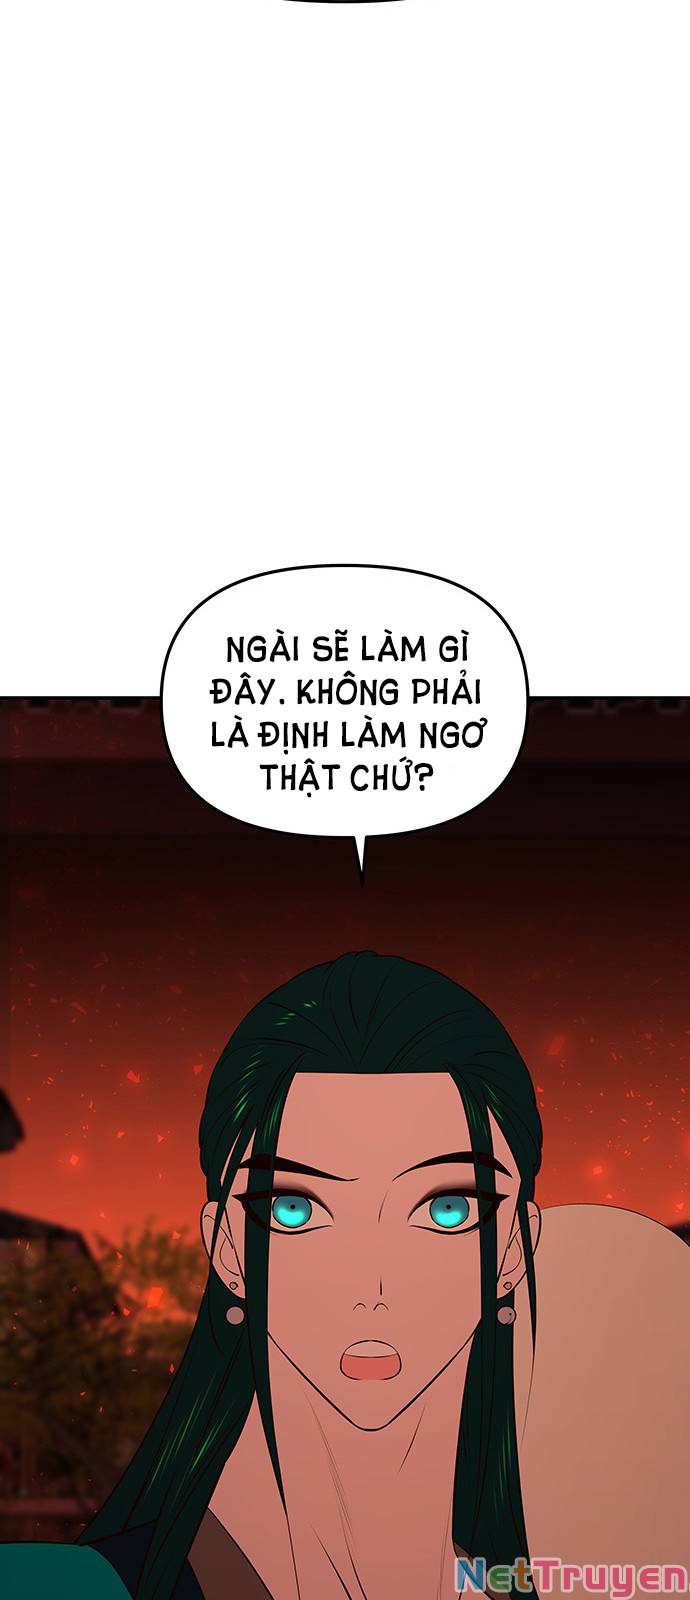 NGÀI SẼ LÀM GÌ
ĐÂY. KHÔNG PHẢI
LÀ ĐỊNH LÀM NGƠ
THẬT CHỨ?
NetTruyen